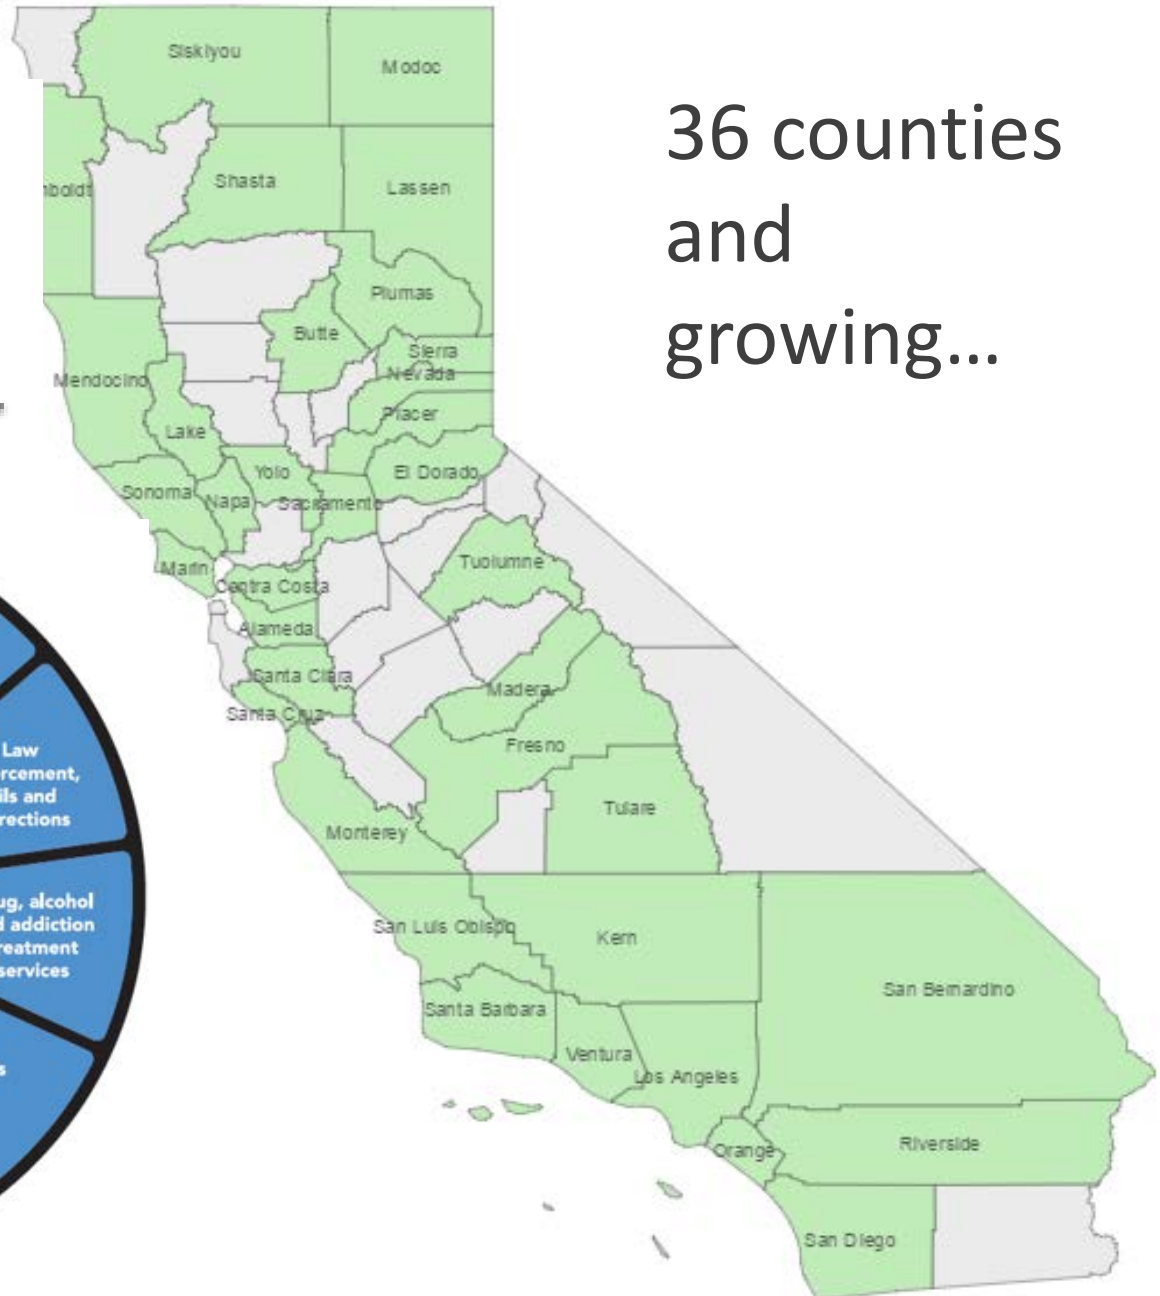 36 counties
and
growing...
Siskiyou
Modoc
mboldt
Shasta
Lassen
Plumas
Butte
Sierra
Nevada
Mendocino
Placer
Lake
Yolo
El Dorado
Sonoma
Napa
Sacramento
Marin
Tuolumne
Contra Costa
Alameda
Santa Clara
Madera
Santa Cruz
Fresno
Tulare
Monterey
San Luis Obispo
Kern
San Bernardino
Santa Barbara
Ventura
Los Angeles
Orange
Riverside
San Diego
Law
rcement,
ils and
rections
ug, alcohol
d addiction
reatment
services
s